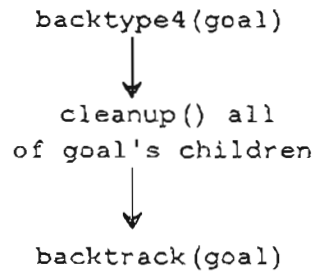 backtype4(goal)
cleanup() all
of goal's children
backtrack(goal)